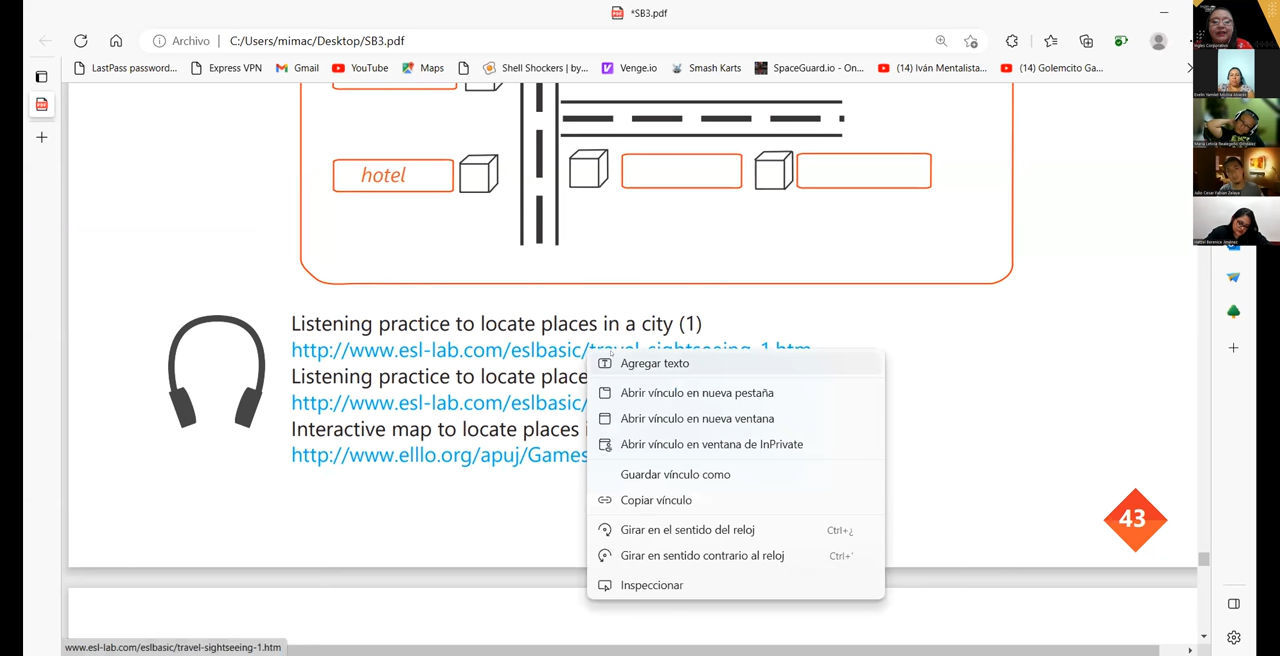 *SB3.pdf
Archivo | C:/Users/mimac/Desktop/SB3.pdf
LastPass password... Express VPN Gmail YouTube Maps Shell Shockers | by... Venge.io Smash Karts SpaceGuard.io - On... (14) Iván Mentalista... (14) Golemcito Ga...
hotel
Listening practice to locate places in a city (1)
http://www.esl-lab.com/eslbasic/travel-sightseeing-1.htm
Listening practice to locate place
http://www.esl-lab.com/eslbasic/
Interactive map to locate places i
http://www.elllo.org/apuj/Games
Agregar texto
Abrir vínculo en nueva pestaña
Abrir vínculo en nueva ventana
Abrir vínculo en ventana de InPrivate
Guardar vínculo como
Copiar vínculo
Girar en el sentido del reloj Ctrl+¿
Girar en sentido contrario al reloj Ctrl+'
Inspeccionar
43
www.esl-lab.com/eslbasic/travel-sightseeing-1.htm
Ingles Corporativo